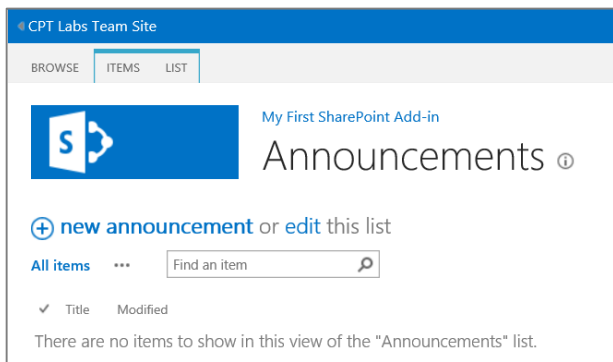 CPT Labs Team Site
BROWSE ITEMS LIST
S
My First SharePoint Add-in
Announcements
new announcement or edit this list
All items ... Find an item
Title Modified
There are no items to show in this view of the "Announcements" list.